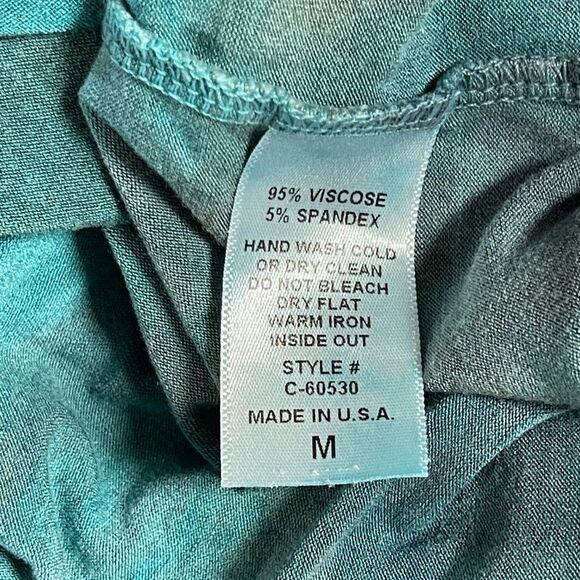 95% VISCOSE
5% SPANDEX
HAND WASH COLD
OR DRY CLEAN
DO NOT BLEACH
DRY FLAT
WARM IRON
INSIDE OUT
STYLE #
C-60530
MADE IN U.S.A.
M